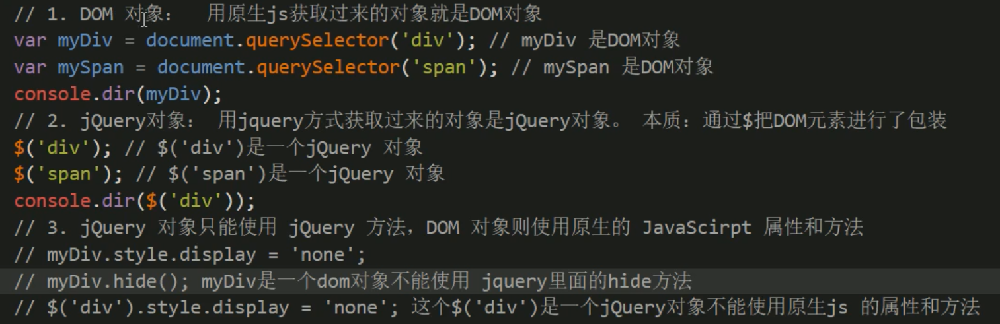 // 1. DOM 对象：  用原生js获取过来的对象就是DOM对象
var myDiv = document.querySelector('div'); // myDiv 是DOM对象
var mySpan = document.querySelector('span'); // mySpan 是DOM对象
console.dir(myDiv);
// 2. jQuery对象： 用jquery方式获取过来的对象是jQuery对象。 本质：通过$把DOM元素进行了包装
$('div'); // $('div')是一个jQuery 对象
$('span'); // $('span')是一个jQuery 对象
console.dir($('div'));
// 3. jQuery 对象只能使用 jQuery 方法，DOM 对象则使用原生的 JavaScirpt 属性和方法
// myDiv.style.display = 'none';
// myDiv.hide(); myDiv是一个dom对象不能使用 jquery里面的hide方法
// $('div').style.display = 'none'; 这个$('div')是一个jQuery对象不能使用原生js 的属性和方法